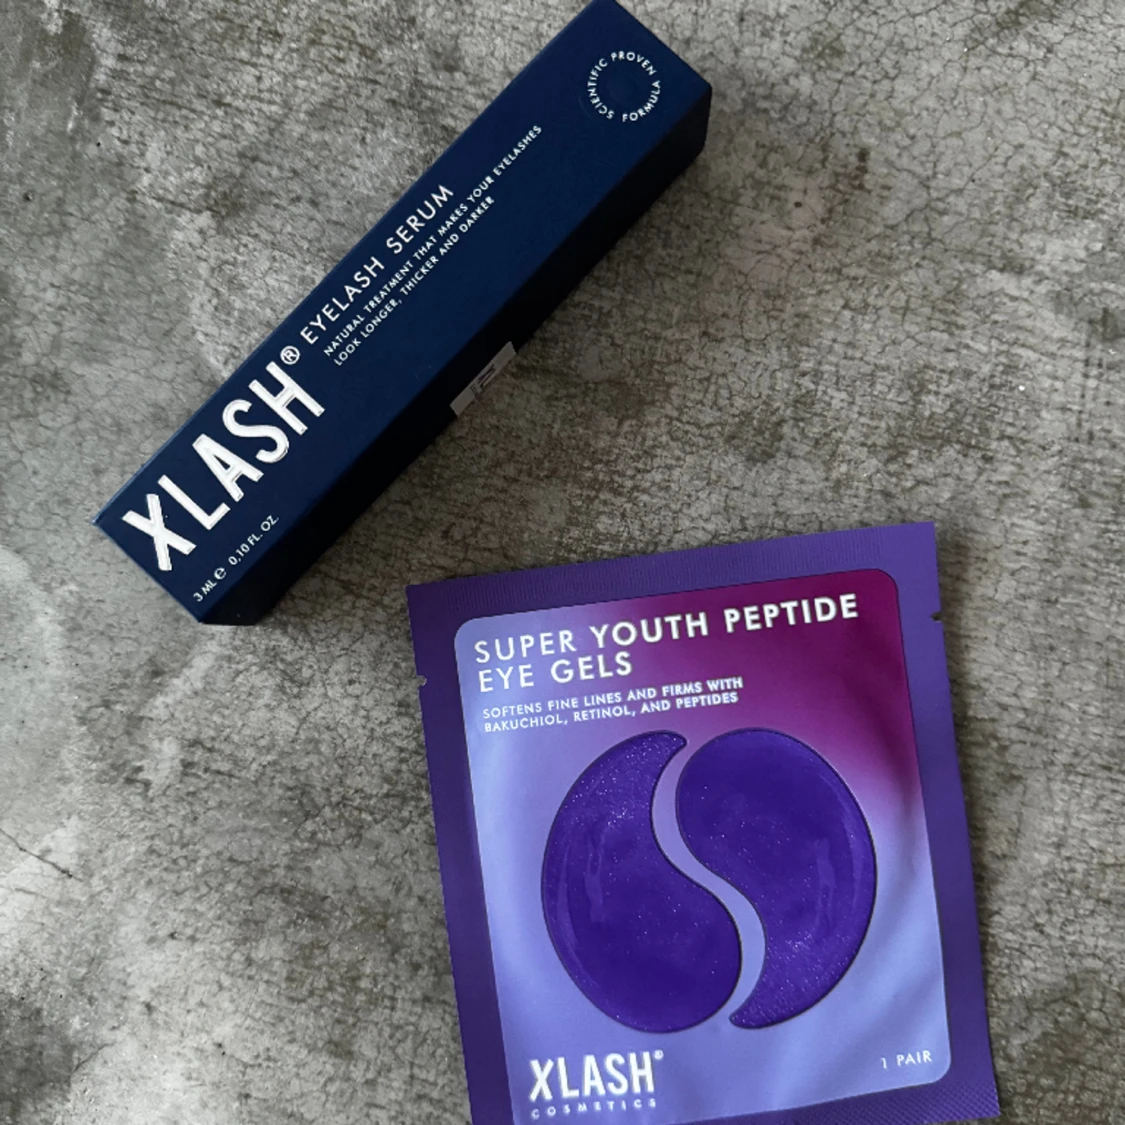 SCIENTIFIC PROVEN FORMULA
XLASH® EYELASH SERUM
NATURAL TREATMENT THAT MAKES YOUR EYELASHES
LOOK LONGER, THICKER AND DARKER
3 ML ℮ 0,10 FL. OZ.
SUPER YOUTH PEPTIDE
EYE GELS
SOFTENS FINE LINES AND FIRMS WITH
BAKUCHIOL, RETINOL, AND PEPTIDES
XLASH®
COSMETICS
1 PAIR